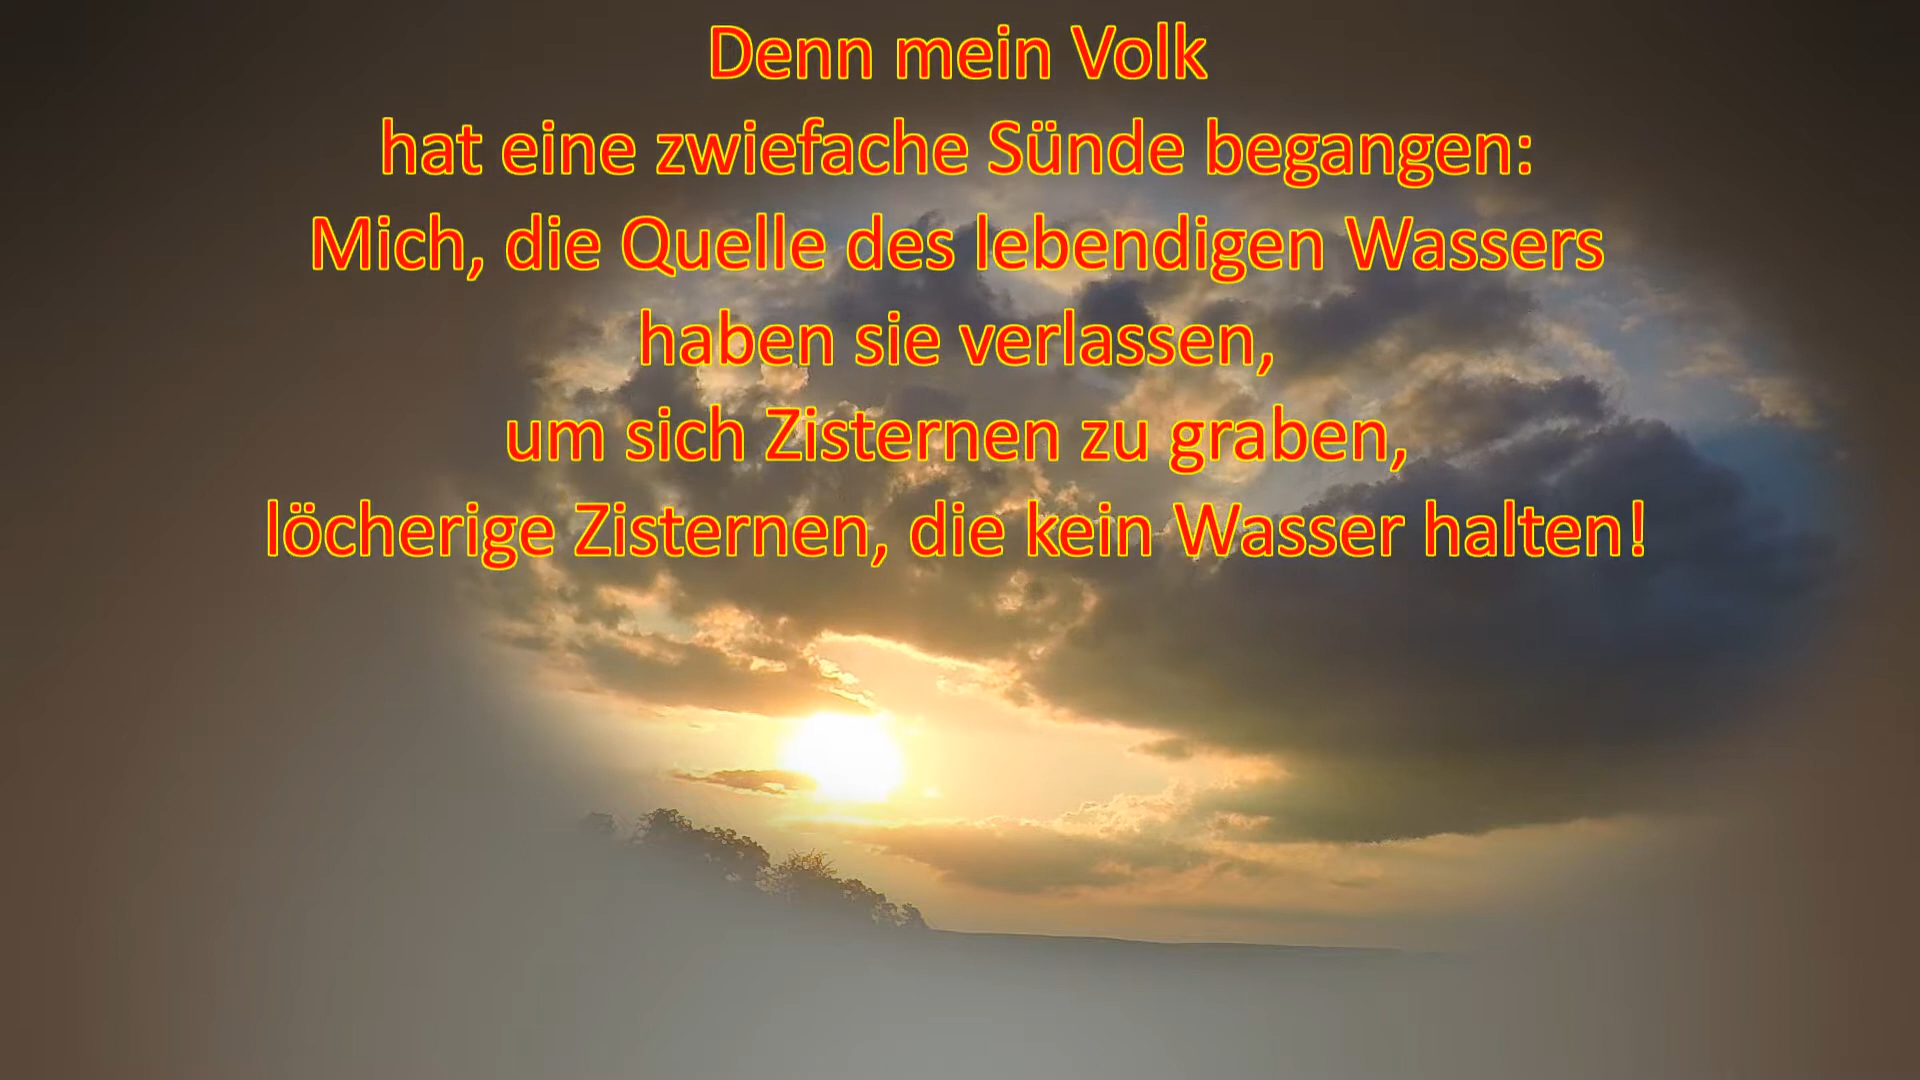 Denn mein Volk
hat eine zwiefache Sünde begangen:
Mich, die Quelle des lebendigen Wassers
haben sie verlassen,
um sich Zisternen zu graben,
löcherige Zisternen, die kein Wasser halten!